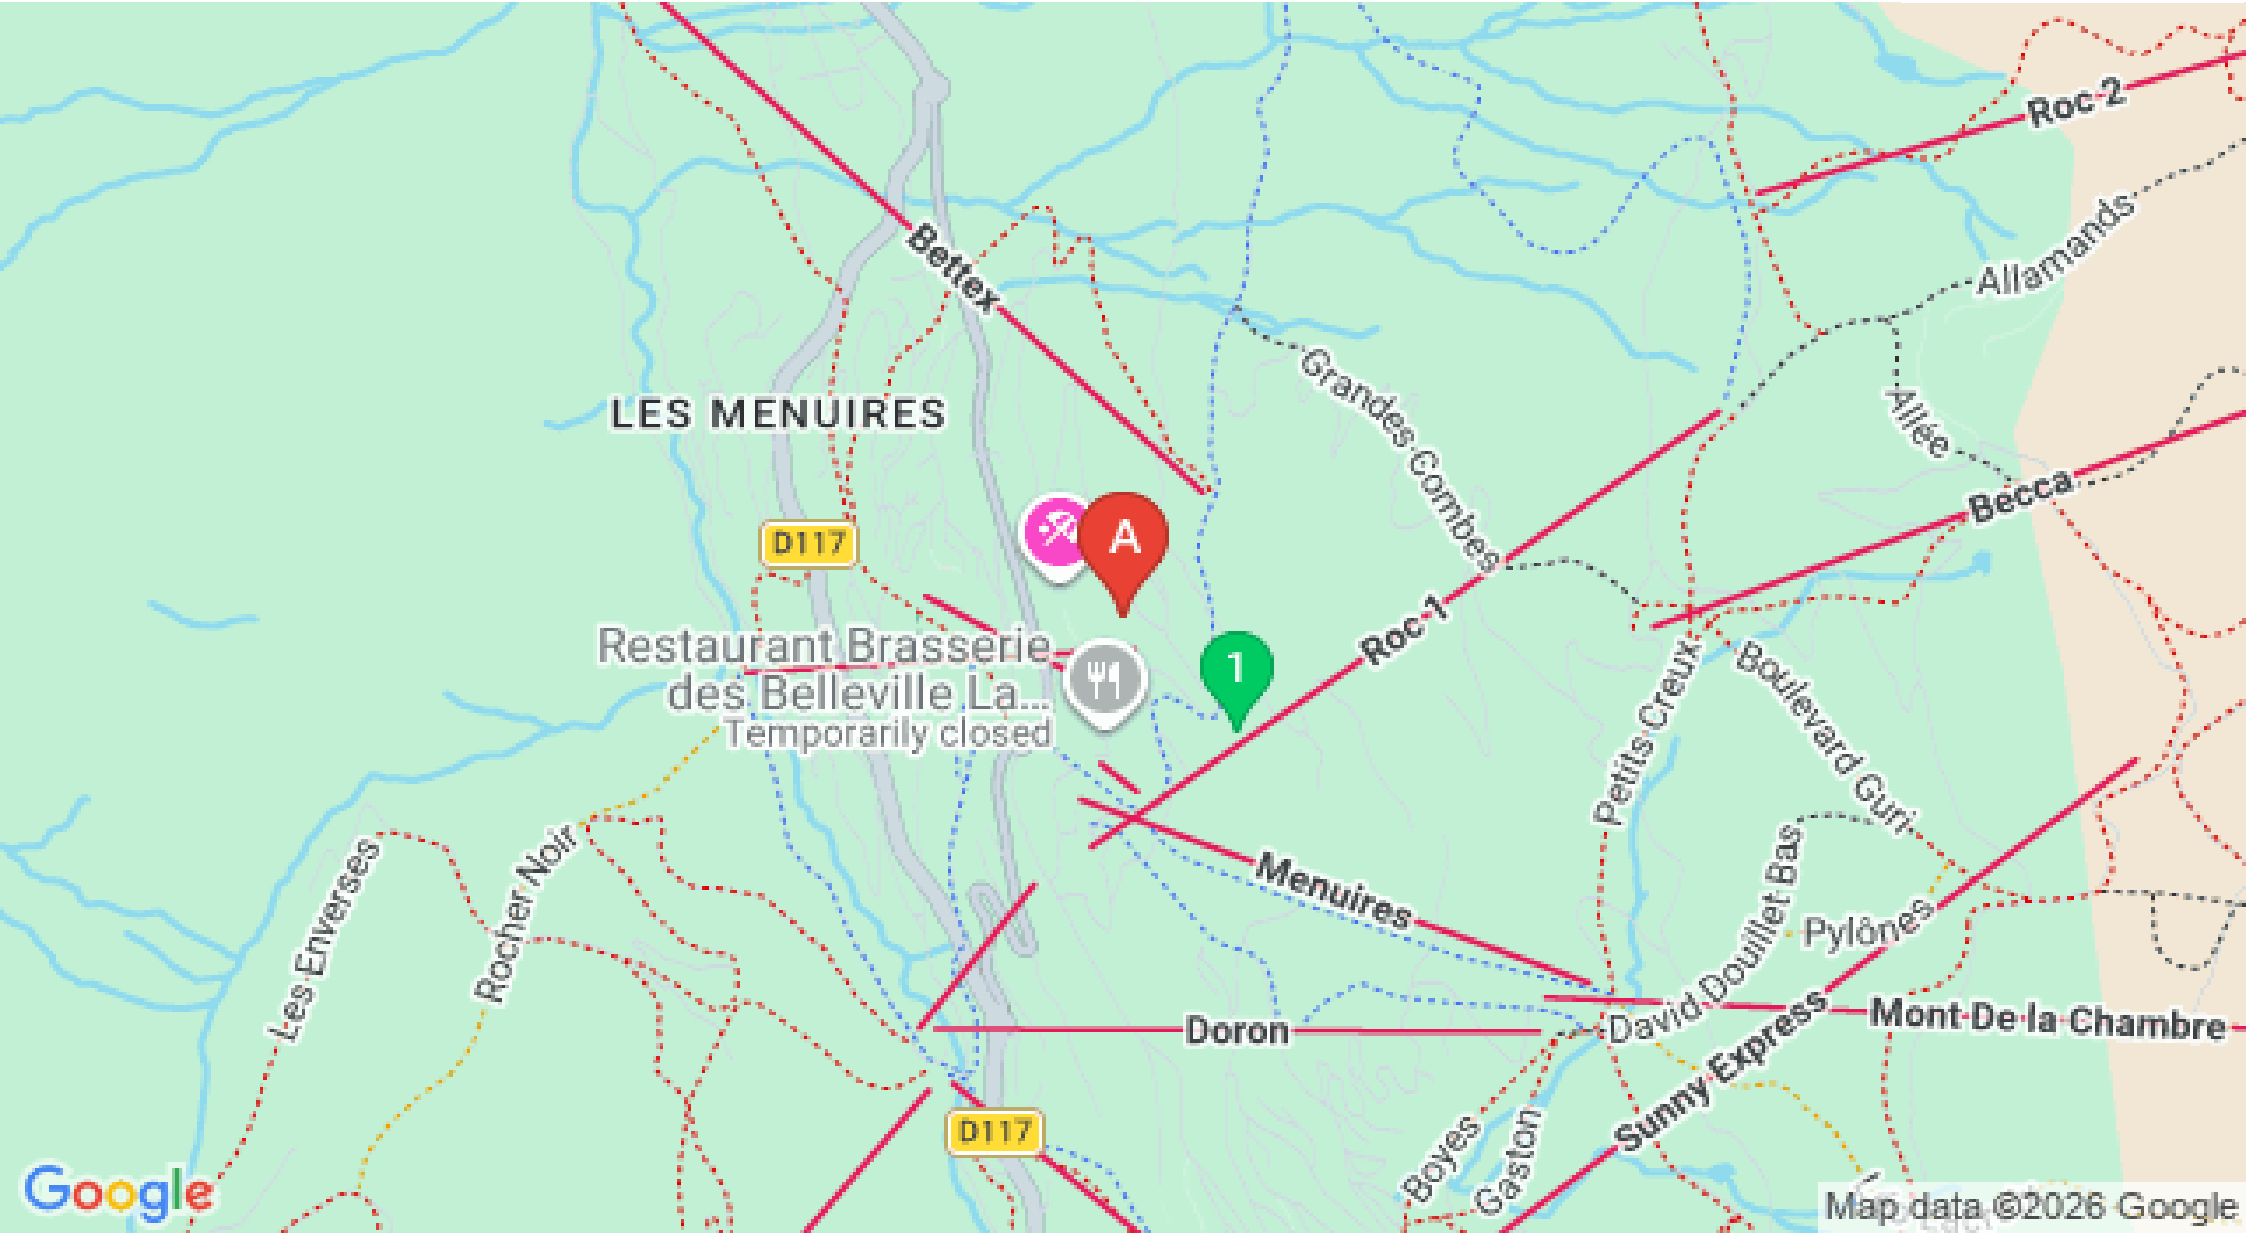 Roc 2
Allamands
Bettex
Grandes Combes
Allée
LES MENUIRES
Becca
D117
A
Roc 1
1
Restaurant Brasserie
des Belleville La...
Temporarily closed
Petits Creux
Boulevard Guri
Les Enverses
Rocher Noir
Menuires
David Douillet Bas
Pylônes
Doron
Mont De la Chambre
Sunny Express
D117
Boyes
Gaston
Google
Map data ©2026 Google